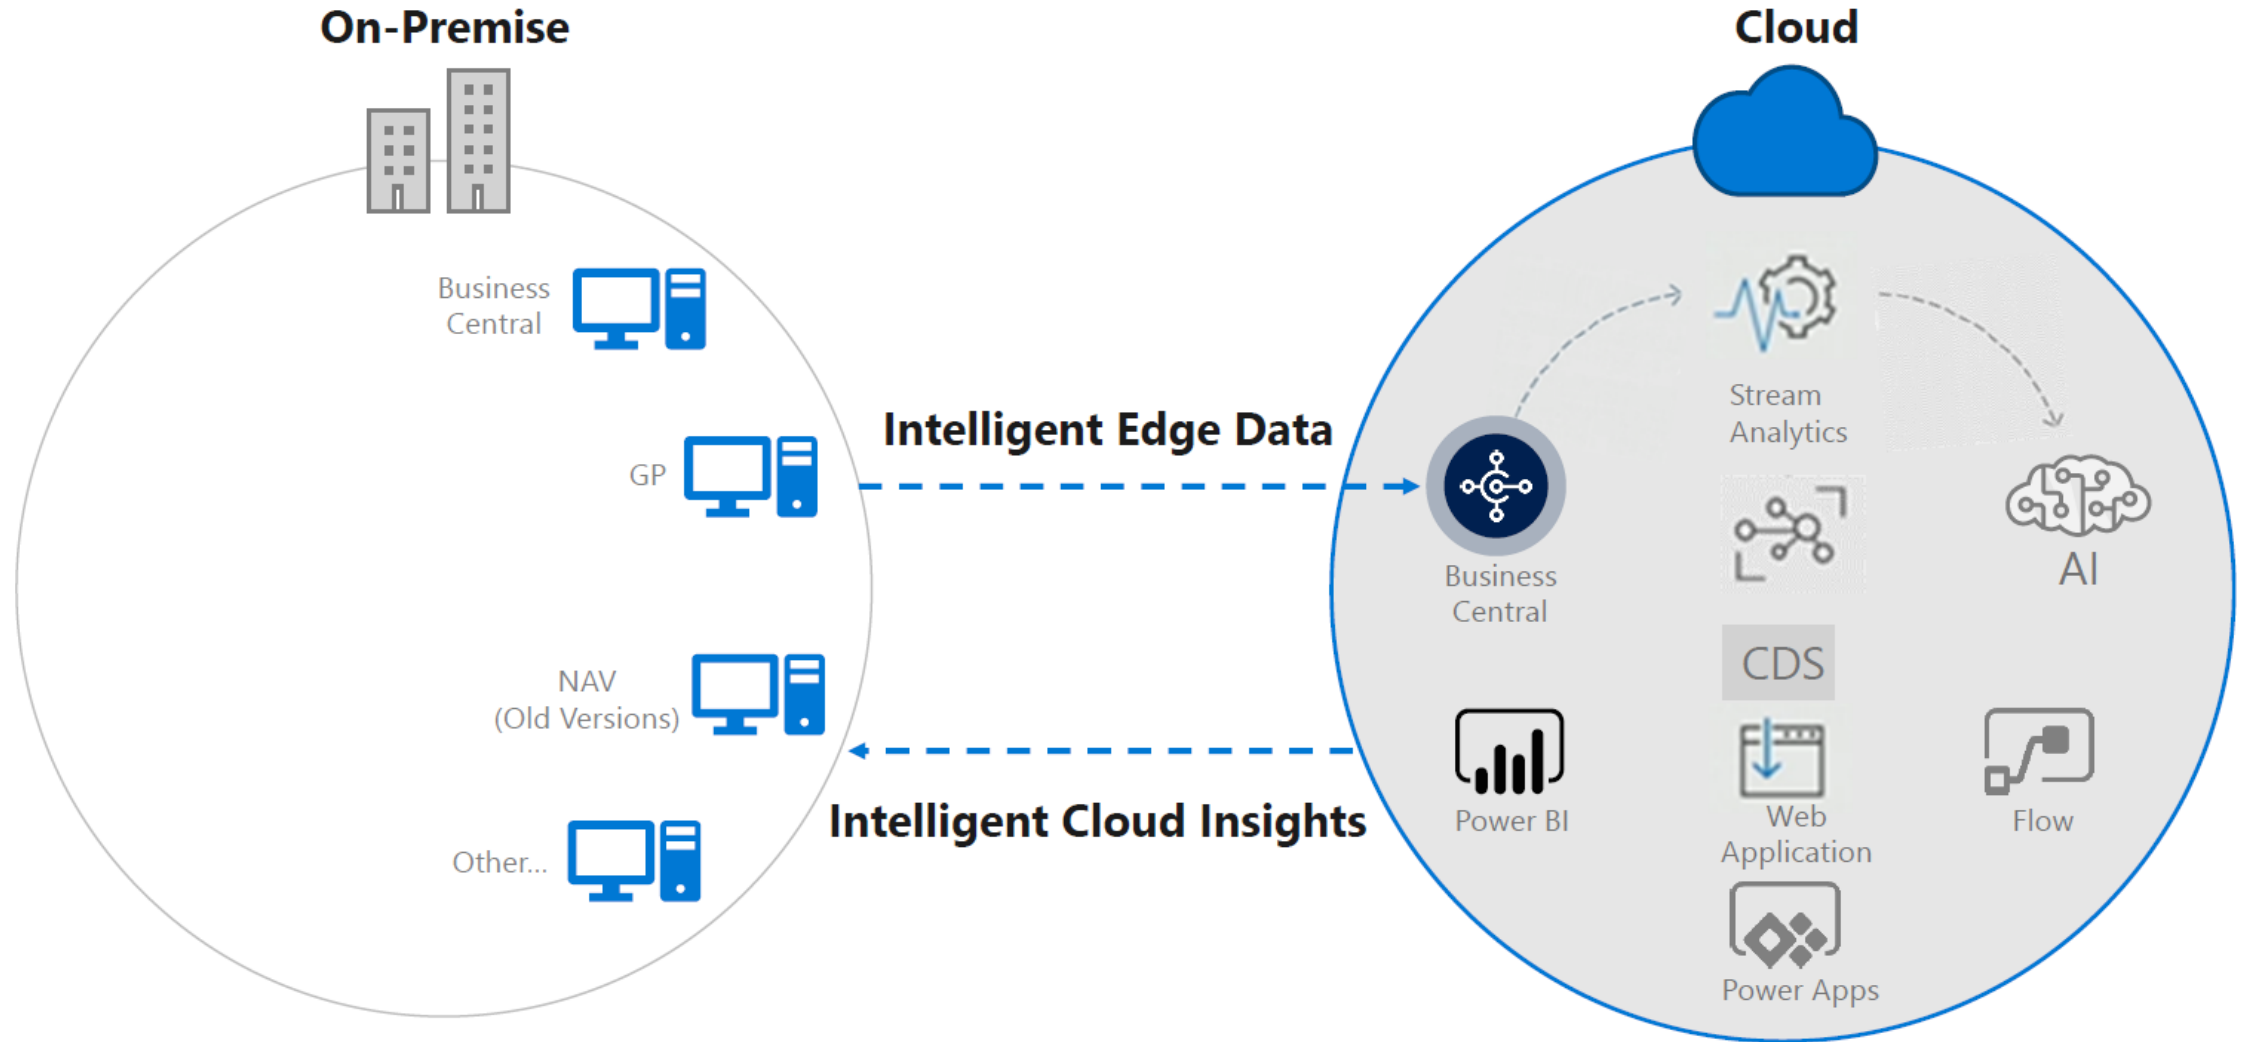 On-Premise
Business
Central
GP
NAV
(Old Versions)
Other...
Intelligent Edge Data
Intelligent Cloud Insights
Cloud
Stream
Analytics
Business
Central
AI
CDS
Power BI
Web
Application
Flow
Power Apps